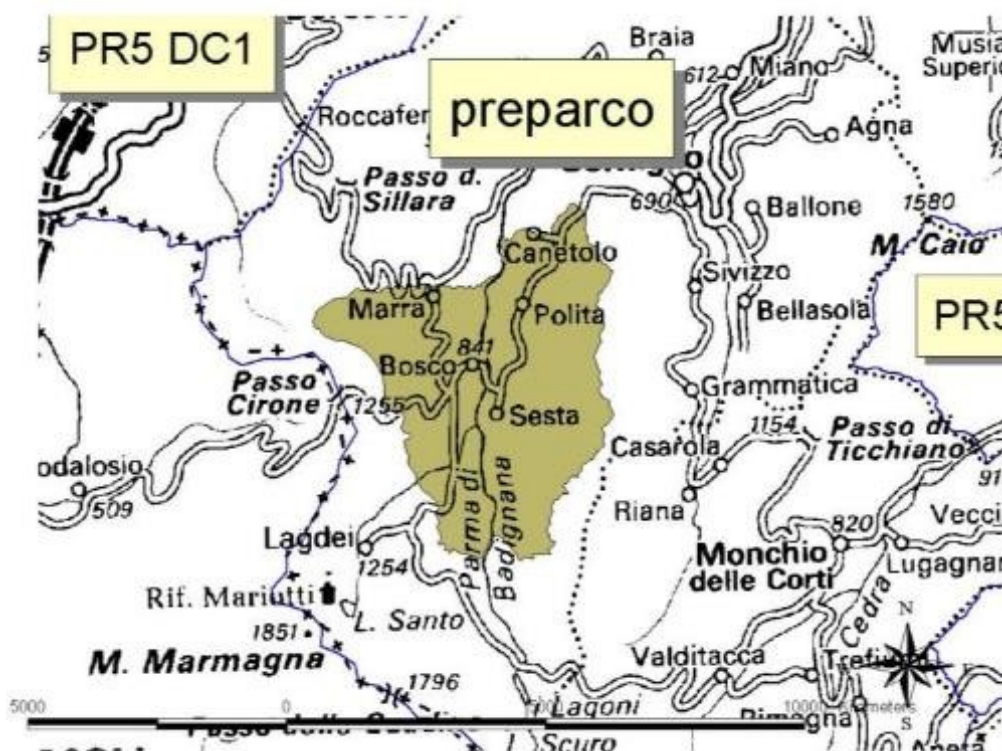 PR5 DC1
preparco
Braia
612
Miano
Agna
Passo d.
Sillara
690
Ballone
1580
M. Caio
Canetolo
Sivizzo
Bellasola
PR5
Marra
Polita
Bosco
841
Passo
Cirone
1255
Sesta
Grammatica
Casarola
1154
Passo di
Ticchiano
509
Riana
820
Lagdei
1254
Parma di
Badignana
Monchio
delle Corti
Cedra
Rif. Mariotti
L. Santo
1851
M. Marmagna
1796
Valditacca
N
S
5000
0
Lagoni
Scuro